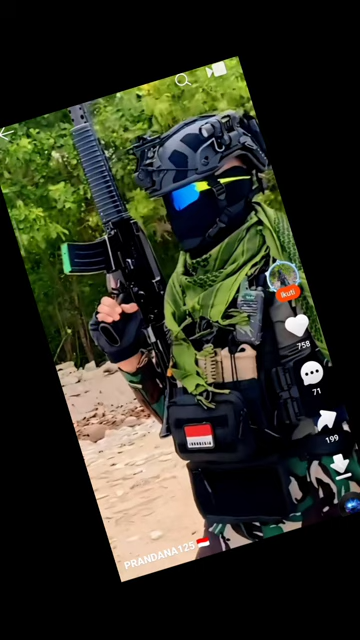 ikuti
758
71
199
INDONESIA
PRANDANA125